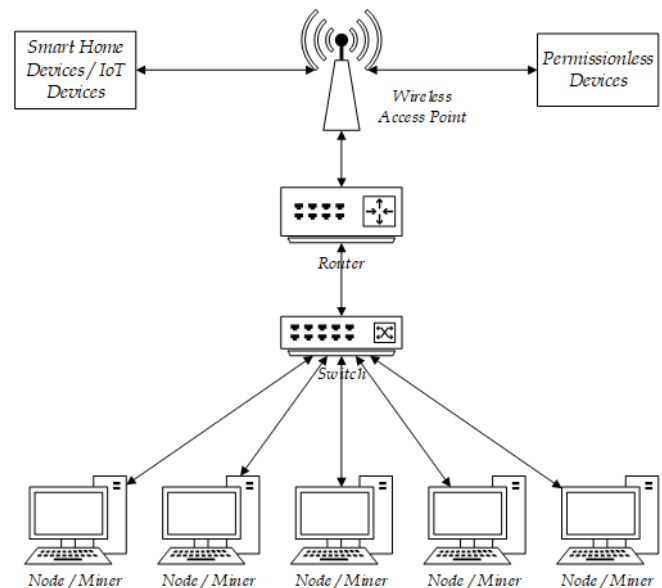 Smart Home
Devices/ IoT
Devices
Permissionless
Devices
Wireless
Access Point
Router
Switch
Node / Miner
Node / Miner
Node / Miner
Node / Miner
Node / Miner